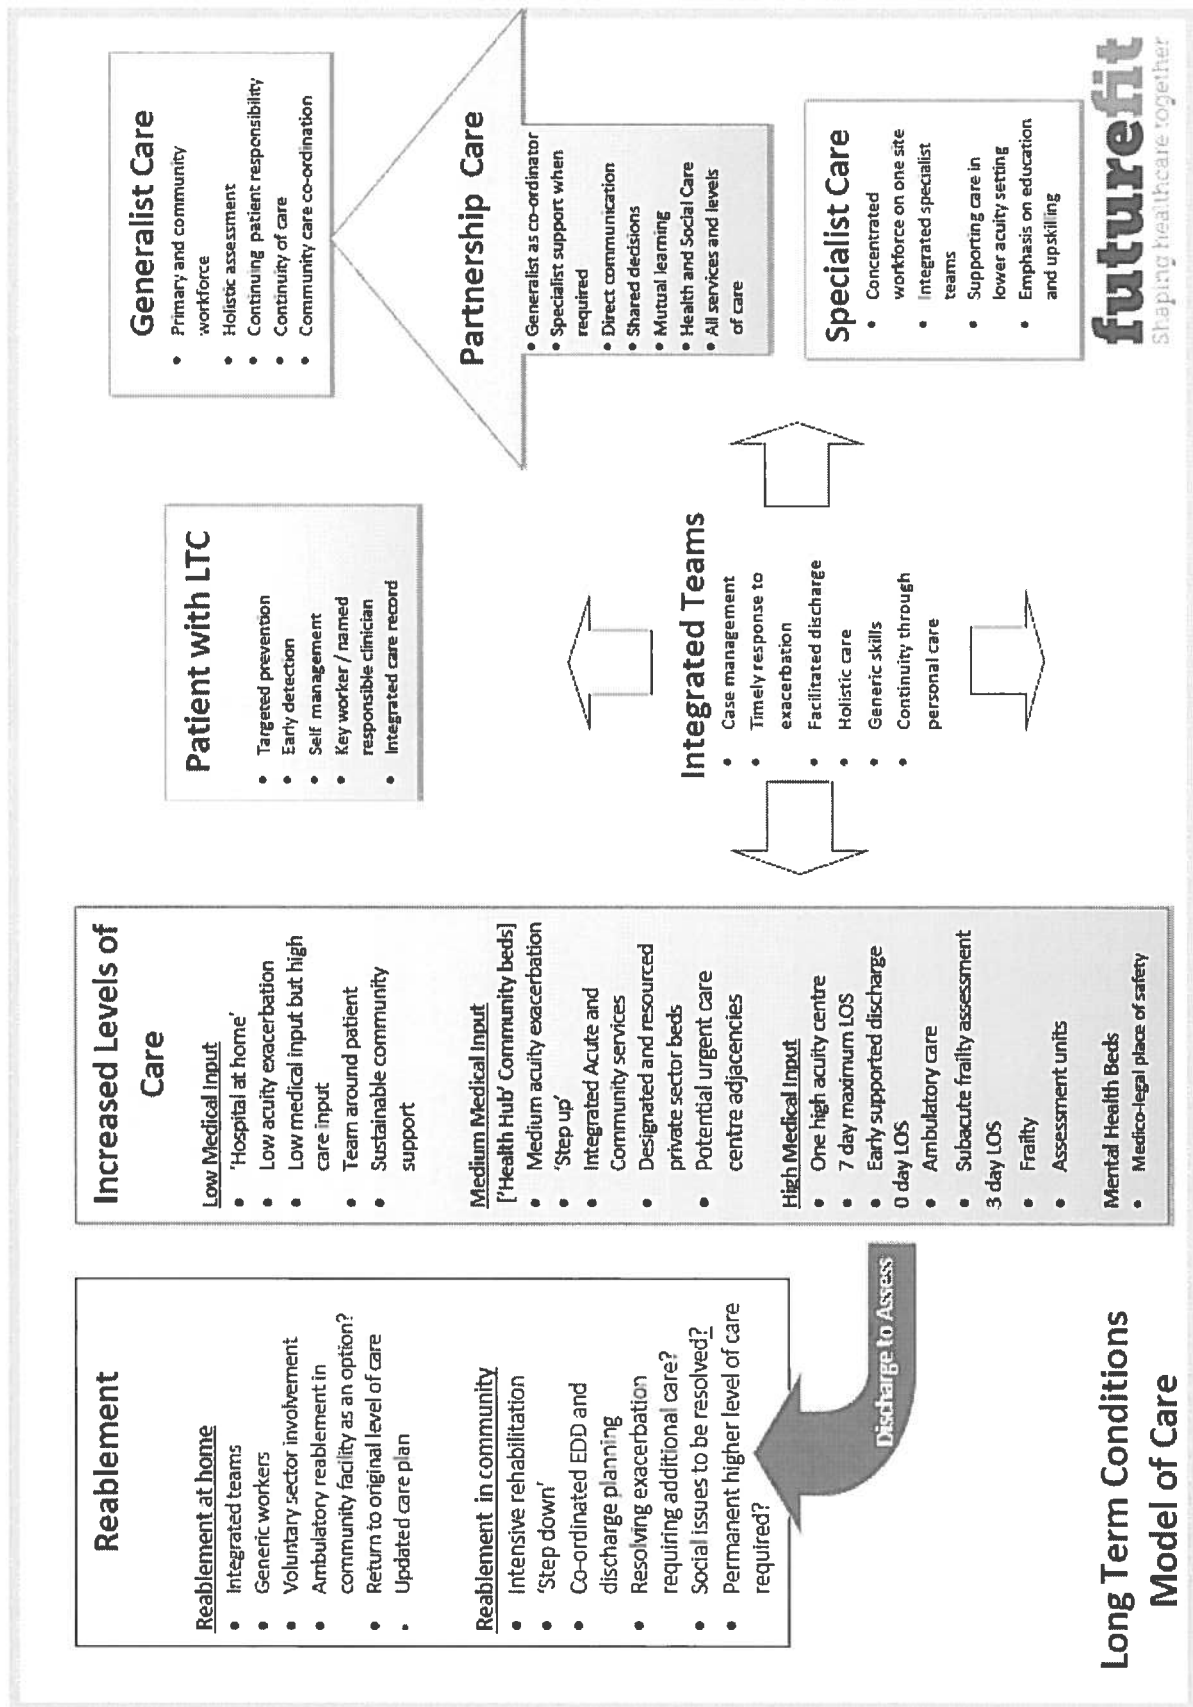 Reablement
Reablement at home
• Integrated teams
• Generic workers
• Voluntary sector involvement
• Ambulatory reablement in
community facility as an option?
• Return to original level of care
• Updated care plan
Reablement in community
• Intensive rehabilitation
• 'Step down'
• Co-ordinated EDD and
discharge planning
• Resolving exacerbation
requiring additional care?
• Social issues to be resolved?
• Permanent higher level of care
required?
Discharge to Assess
Long Term Conditions
Model of Care
Increased Levels of
Care
Low Medical Input
• 'Hospital at home'
• Low acuity exacerbation
• Low medical input but high
care input
• Team around patient
• Sustainable community
support
Medium Medical Input
['Health Hub' Community beds]
• Medium acuity exacerbation
• 'Step up'
• Integrated Acute and
Community services
• Designated and resourced
private sector beds
• Potential urgent care
centre adjacencies
High Medical Input
• One high acuity centre
• 7 day maximum LOS
• Early supported discharge
0 day LOS
• Ambulatory care
• Subacute frailty assessment
3 day LOS
• Frailty
• Assessment units
Mental Health Beds
• Medico-legal place of safety
Patient with LTC
• Targeted prevention
• Early detection
• Self management
• Key worker / named
responsible clinician
• Integrated care record
Integrated Teams
• Case management
• Timely response to
exacerbation
• Facilitated discharge
• Holistic care
• Generic skills
• Continuity through
personal care
Generalist Care
• Primary and community
workforce
• Holistic assessment
• Continuing patient responsibility
• Continuity of care
• Community care co-ordination
Partnership Care
• Generalist as co-ordinator
• Specialist support when
required
• Direct communication
• Shared decisions
• Mutual learning
• Health and Social Care
• All services and levels
of care
Specialist Care
• Concentrated
workforce on one site
• Integrated specialist
teams
• Supporting care in
lower acuity setting
• Emphasis on education
and upskilling
futurefit
Shaping healthcare together